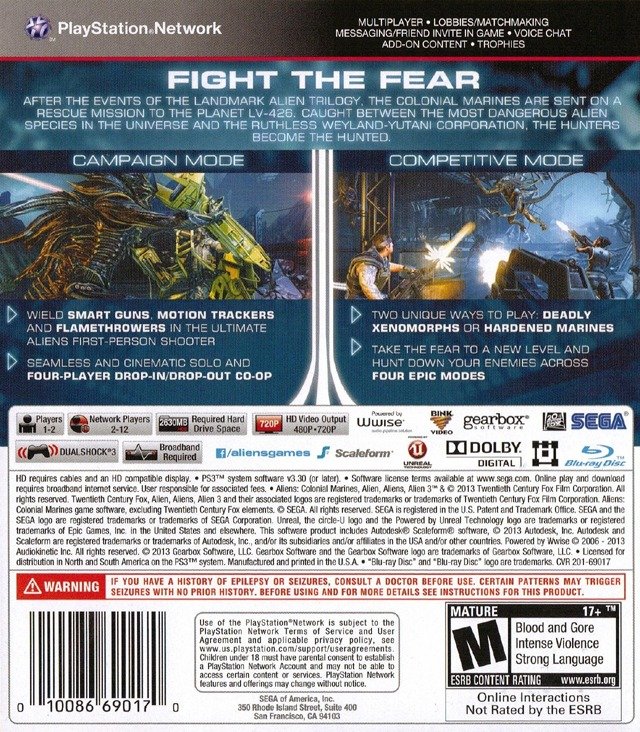 PlayStation®Network
MULTIPLAYER • LOBBIES/MATCHMAKING
MESSAGING/FRIEND INVITE IN GAME • VOICE CHAT
ADD-ON CONTENT • TROPHIES
FIGHT THE FEAR
AFTER THE EVENTS OF THE LANDMARK ALIEN TRILOGY, THE COLONIAL MARINES ARE SENT ON A
RESCUE MISSION TO THE PLANET LV-426. CAUGHT BETWEEN THE MOST DANGEROUS ALIEN
SPECIES IN THE UNIVERSE AND THE RUTHLESS WEYLAND-YUTANI CORPORATION, THE HUNTERS
BECOME THE HUNTED.
CAMPAIGN MODE
WIELD SMART GUNS, MOTION TRACKERS
AND FLAMETHROWERS IN THE ULTIMATE
ALIENS FIRST-PERSON SHOOTER
SEAMLESS AND CINEMATIC SOLO AND
FOUR-PLAYER DROP-IN/DROP-OUT CO-OP
COMPETITIVE MODE
TWO UNIQUE WAYS TO PLAY: DEADLY
XENOMORPHS OR HARDENED MARINES
TAKE THE FEAR TO A NEW LEVEL AND
HUNT DOWN YOUR ENEMIES ACROSS
FOUR EPIC MODES
Players
1-2
Network Players
2-12
2630MB
Required Hard
Drive Space
720P
HD Video Output
480P•720P
Powered by
Wwise
BINK
VIDEO
gearbox®
software
SEGA®
DUALSHOCK®3
Broadband
Required
/aliensgames
Scaleform®
UNREAL
TECHNOLOGY
DOLBY
DIGITAL
Blu-ray Disc
HD requires cables and an HD compatible display. • PS3™ system software v3.30 (or later). • Software license terms available at www.sega.com. Online play and download
requires broadband internet service. User responsible for associated fees. • Aliens: Colonial Marines, Alien, Aliens, Alien 3™ & © 2013 Twentieth Century Fox Film Corporation. All
rights reserved. Twentieth Century Fox, Alien, Aliens, Alien 3 and their associated logos are registered trademarks or trademarks of Twentieth Century Fox Film Corporation. Aliens:
Colonial Marines game software, excluding Twentieth Century Fox elements. © SEGA. All rights reserved. SEGA is registered in the U.S. Patent and Trademark Office. SEGA and the
SEGA logo are registered trademarks or trademarks of SEGA Corporation. Unreal, the circle-U logo and the Powered by Unreal Technology logo are trademarks or registered
trademarks of Epic Games, Inc. in the United States and elsewhere. This software product includes Autodesk® Scaleform® software, © 2013 Autodesk, Inc. Autodesk and
Scaleform are registered trademarks or trademarks of Autodesk, Inc., and/or its subsidiaries and/or affiliates in the USA and/or other countries. Powered by Wwise © 2006 - 2013
Audiokinetic Inc. All rights reserved. © 2013 Gearbox Software, LLC. Gearbox Software and the Gearbox Software logo are trademarks of Gearbox Software, LLC. • Licensed for
distribution in North and South America on the PS3™ system. Manufactured and printed in the U.S.A. • "Blu-ray Disc" and "Blu-ray Disc" logo are trademarks. CVR 201-69017
WARNING
IF YOU HAVE A HISTORY OF EPILEPSY OR SEIZURES, CONSULT A DOCTOR BEFORE USE. CERTAIN PATTERNS MAY TRIGGER
SEIZURES WITH NO PRIOR HISTORY. BEFORE USING AND FOR MORE DETAILS SEE INSTRUCTIONS FOR THIS PRODUCT.
0 10086 69017 0
Use of the PlayStation®Network is subject to the
PlayStation Network Terms of Service and User
Agreement and applicable privacy policy, see
www.us.playstation.com/support/useragreements.
Children under 18 must have parental consent to establish
a PlayStation Network Account and may not be able to
access certain content or services. PlayStation Network
features and offerings may change without notice.
SEGA of America, Inc.
350 Rhode Island Street, Suite 400
San Francisco, CA 94103
MATURE 17+ ™
M
Blood and Gore
Intense Violence
Strong Language
ESRB CONTENT RATING www.esrb.org
Online Interactions
Not Rated by the ESRB